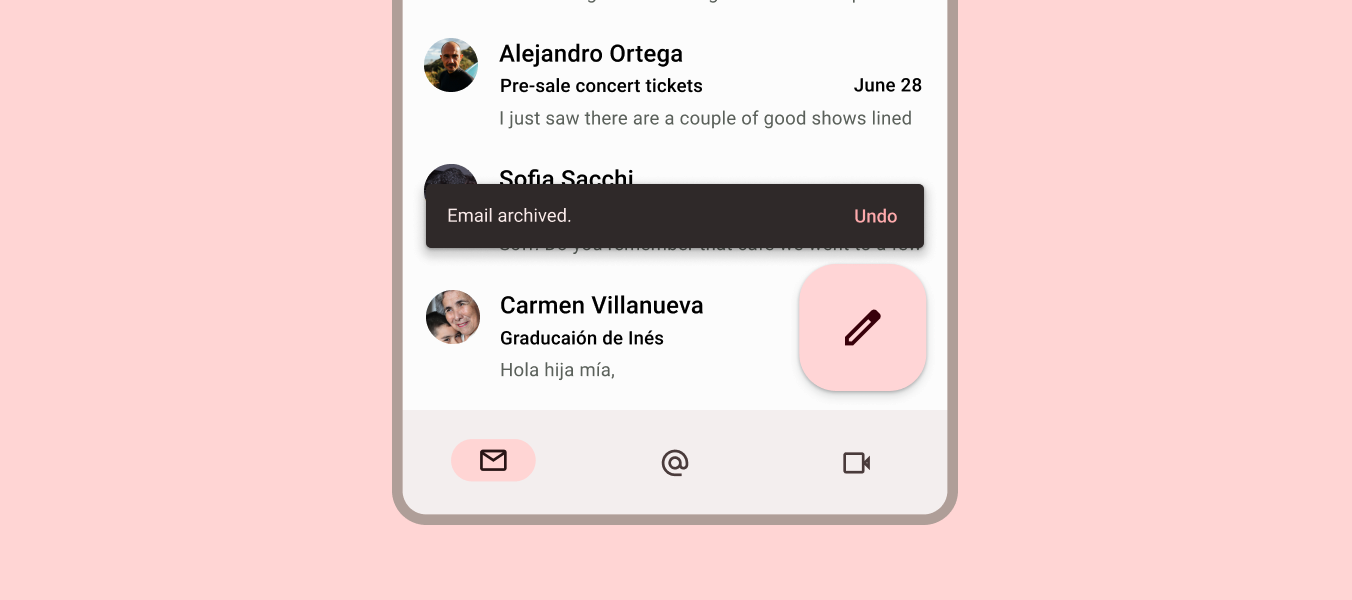 Alejandro Ortega
Pre-sale concert tickets June 28
I just saw there are a couple of good shows lined
Sofia Sacchi
Email archived. Undo
Do you remember that cafe we went to a few
Carmen Villanueva
Graducaión de Inés
Hola hija mía,